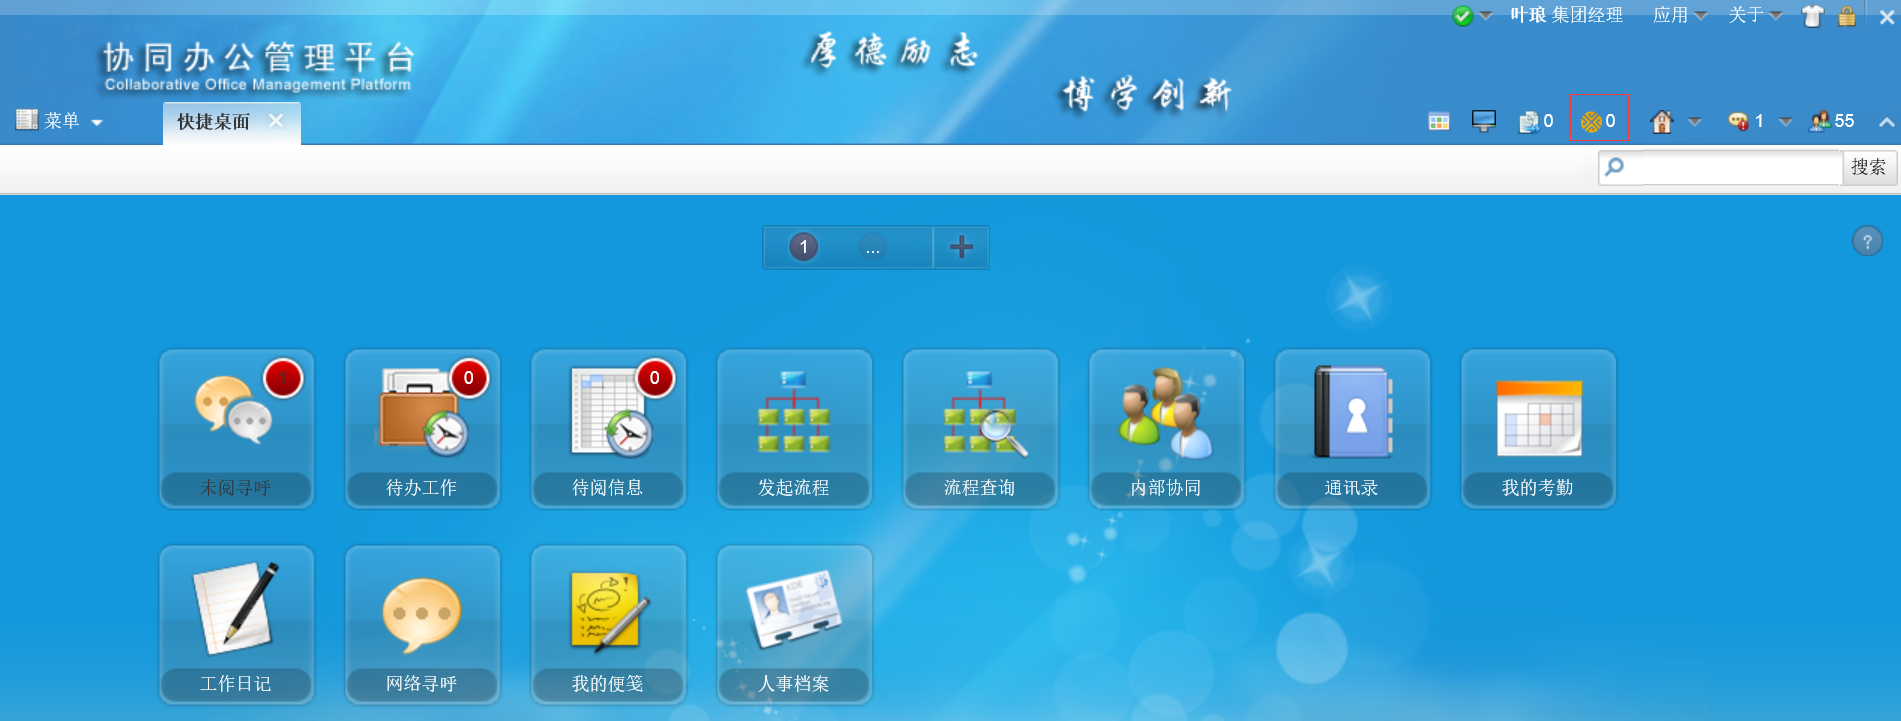 叶琅 集团经理 应用 关于
协同办公管理平台
Collaborative Office Management Platform
厚德励志
博学创新
菜单
快捷桌面
0
0
1
55
搜索
1
...
?
0
0
未阅寻呼
待办工作
待阅信息
发起流程
流程查询
内部协同
通讯录
我的考勤
KDE
工作日记
网络寻呼
我的便笺
人事档案